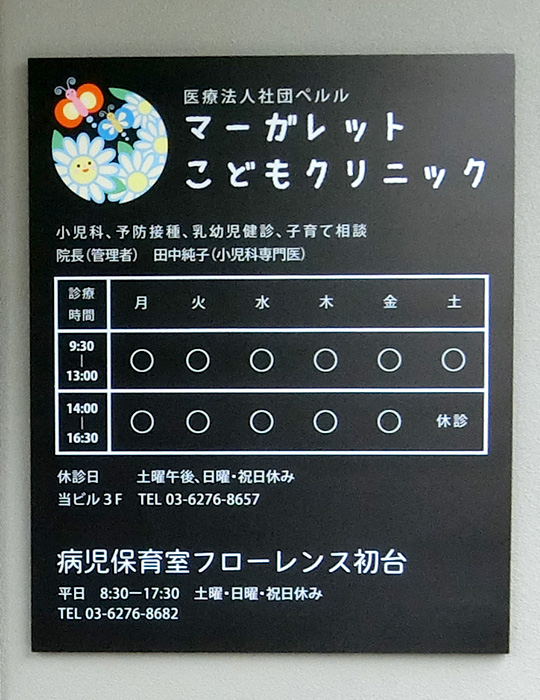 医療法人社団ペルル
マーガレット
こどもクリニック
小児科、予防接種、乳幼児健診、子育て相談
院長（管理者） 田中純子（小児科専門医）
診療時間 月 火 水 木 金 土
9:30｜13:00 ○ ○ ○ ○ ○ ○
14:00｜16:30 ○ ○ ○ ○ ○ 休診
休診日 土曜午後、日曜・祝日休み
当ビル3F TEL 03-6276-8657
病児保育室フローレンス初台
平日 8:30ー17:30 土曜・日曜・祝日休み
TEL 03-6276-8682